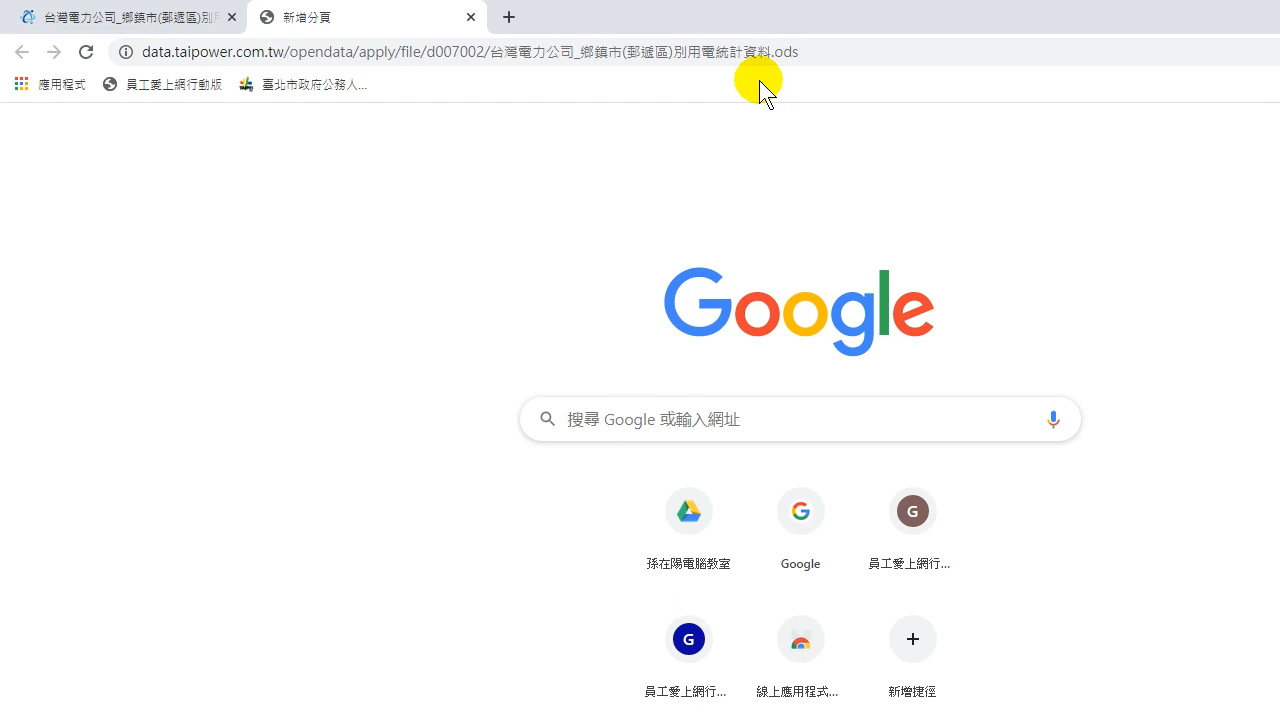 台灣電力公司_鄉鎮市(郵遞區)別用
新增分頁
data.taipower.com.tw/opendata/apply/file/d007002/台灣電力公司_鄉鎮市(郵遞區)別用電統計資料.ods
應用程式
員工愛上網行動版
臺北市政府公務人...
Google
搜尋 Google 或輸入網址
G
G
孫在陽電腦教室
Google
員工愛上網行...
G
員工愛上網行...
線上應用程式...
新增捷徑